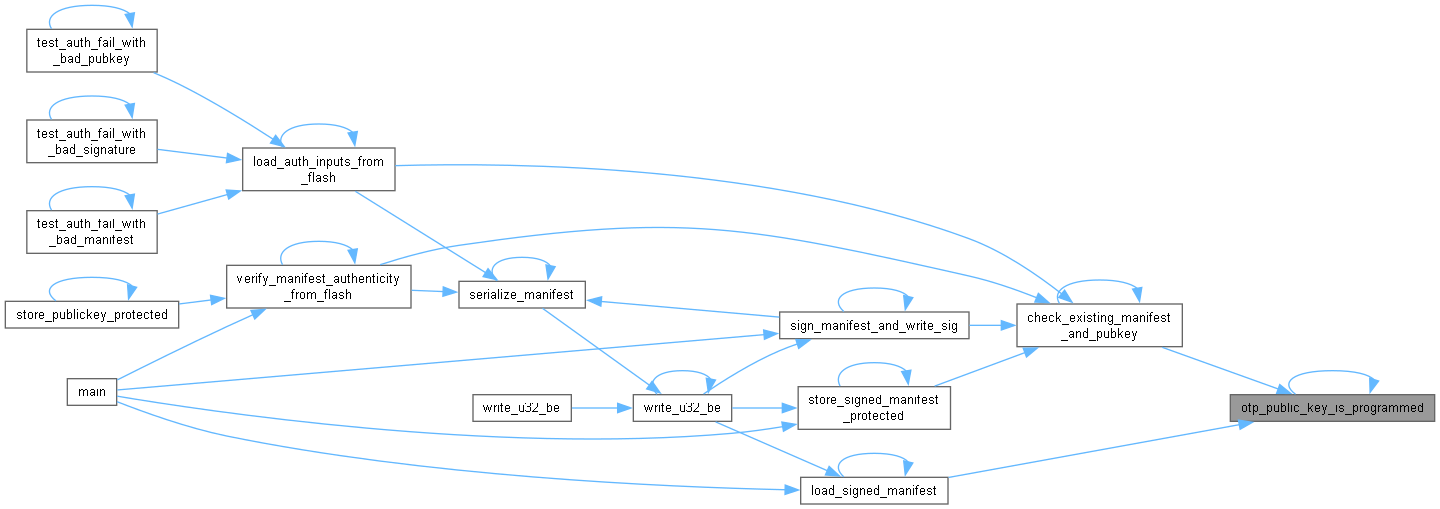 test_auth_fail_with
_bad_pubkey
test_auth_fail_with
_bad_signature
load_auth_inputs_from
_flash
test_auth_fail_with
_bad_manifest
verify_manifest_authenticity
_from_flash
serialize_manifest
store_publickey_protected
sign_manifest_and_write_sig
check_existing_manifest
_and_pubkey
main
write_u32_be
write_u32_be
store_signed_manifest
_protected
otp_public_key_is_programmed
load_signed_manifest